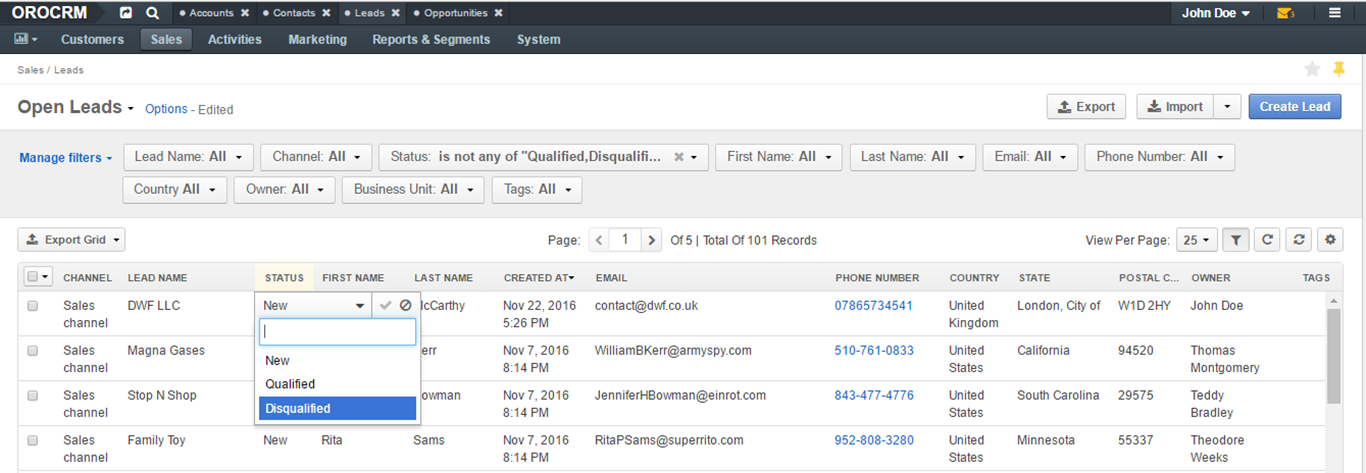 OROCRM Accounts Contacts Leads Opportunities John Doe 3
Customers Sales Activities Marketing Reports & Segments System
Sales / Leads
Open Leads Options - Edited Export Import Create Lead
Manage filters Lead Name: All Channel: All Status: is not any of "Qualified,Disqualifi... First Name: All Last Name: All Email: All Phone Number: All
Country All Owner: All Business Unit: All Tags: All
Export Grid Page: 1 Of 5 | Total Of 101 Records View Per Page: 25
CHANNEL LEAD NAME STATUS FIRST NAME LAST NAME CREATED AT EMAIL PHONE NUMBER COUNTRY STATE POSTAL C... OWNER TAGS
Sales DWF LLC New McCarthy Nov 22, 2016 contact@dwf.co.uk 07865734541 United London, City of W1D 2HY John Doe
channel 5:26 PM Kingdom
Sales Magna Gases New err Nov 7, 2016 WilliamBKerr@armyspy.com 510-761-0833 United California 94520 Thomas
channel 8:14 PM States Montgomery
Qualified
Sales Stop N Shop owman Nov 7, 2016 JenniferHBowman@einrot.com 843-477-4776 United South Carolina 29575 Teddy
channel Disqualified 8:14 PM States Bradley
Sales Family Toy New Rita Sams Nov 7, 2016 RitaPSams@superrito.com 952-808-3280 United Minnesota 55337 Theodore
channel 8:14 PM States Weeks